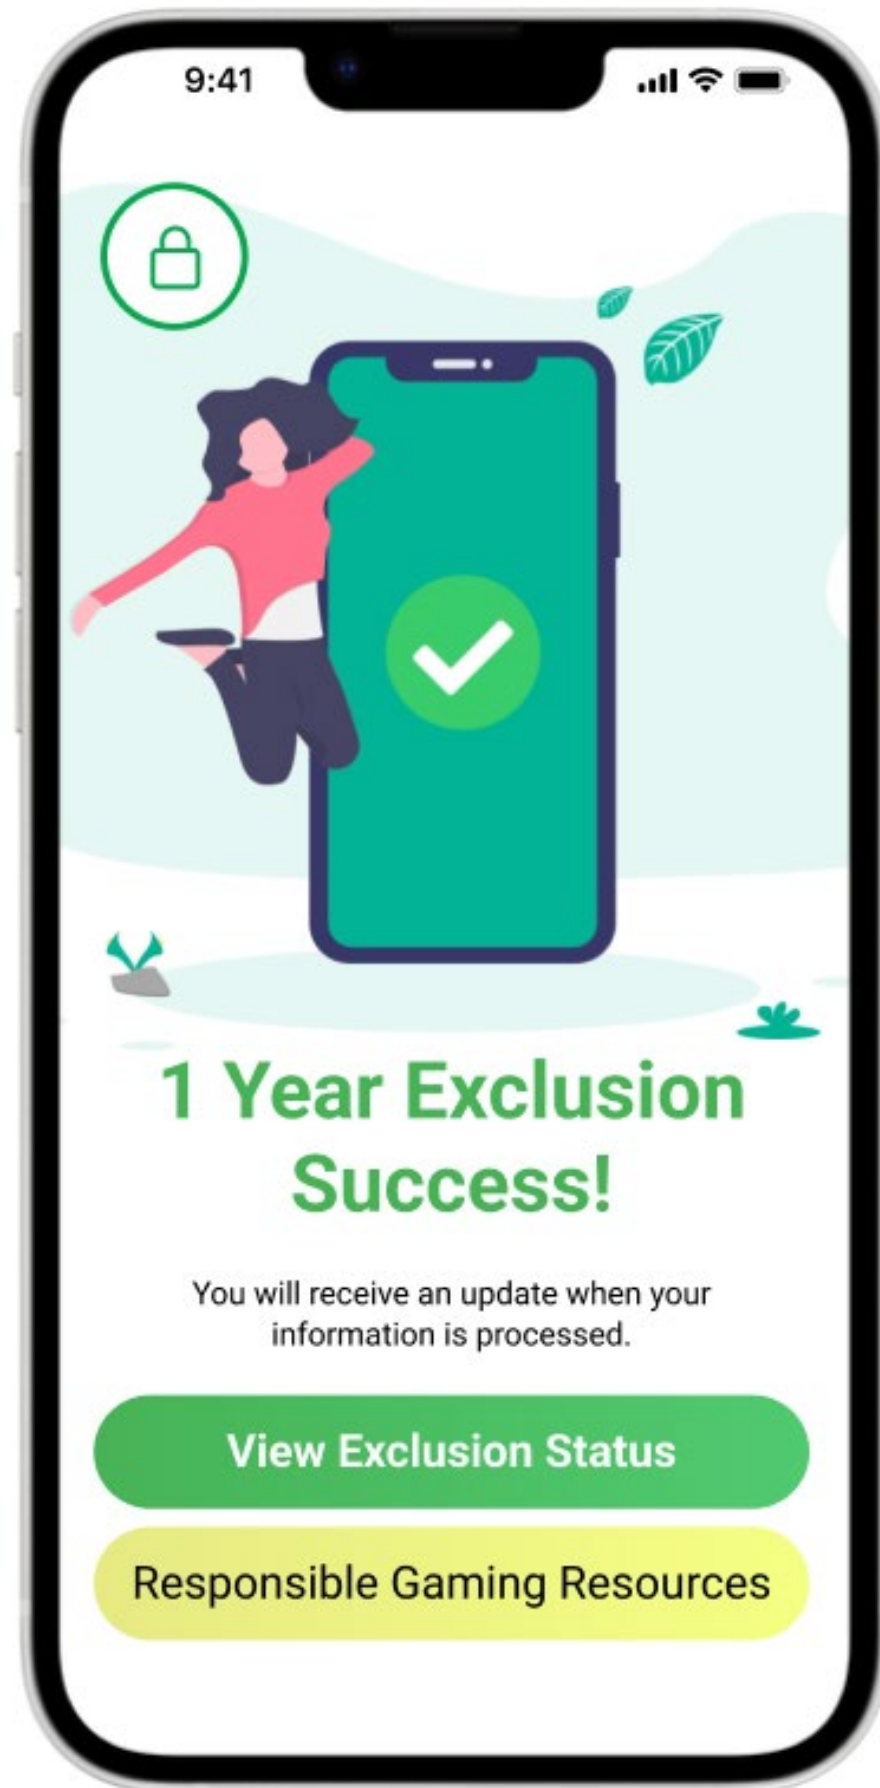 9:41
1 Year Exclusion
Success!
You will receive an update when your
information is processed.
View Exclusion Status
Responsible Gaming Resources